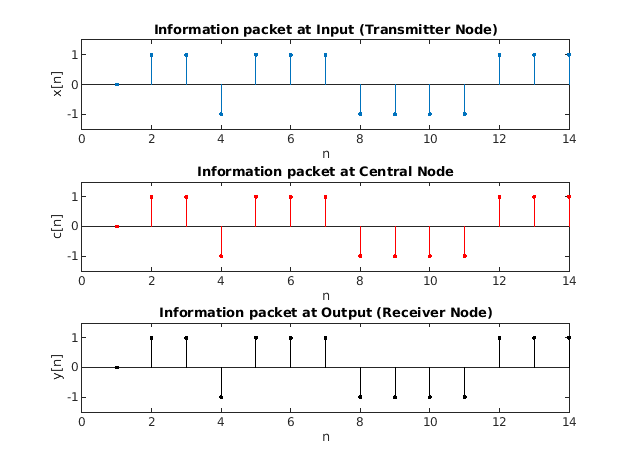 Information packet at Input (Transmitter Node)
1
0
-1
x[n]
0 2 4 6 8 10 12 14
n
Information packet at Central Node
1
0
-1
c[n]
0 2 4 6 8 10 12 14
n
Information packet at Output (Receiver Node)
1
0
-1
y[n]
0 2 4 6 8 10 12 14
n